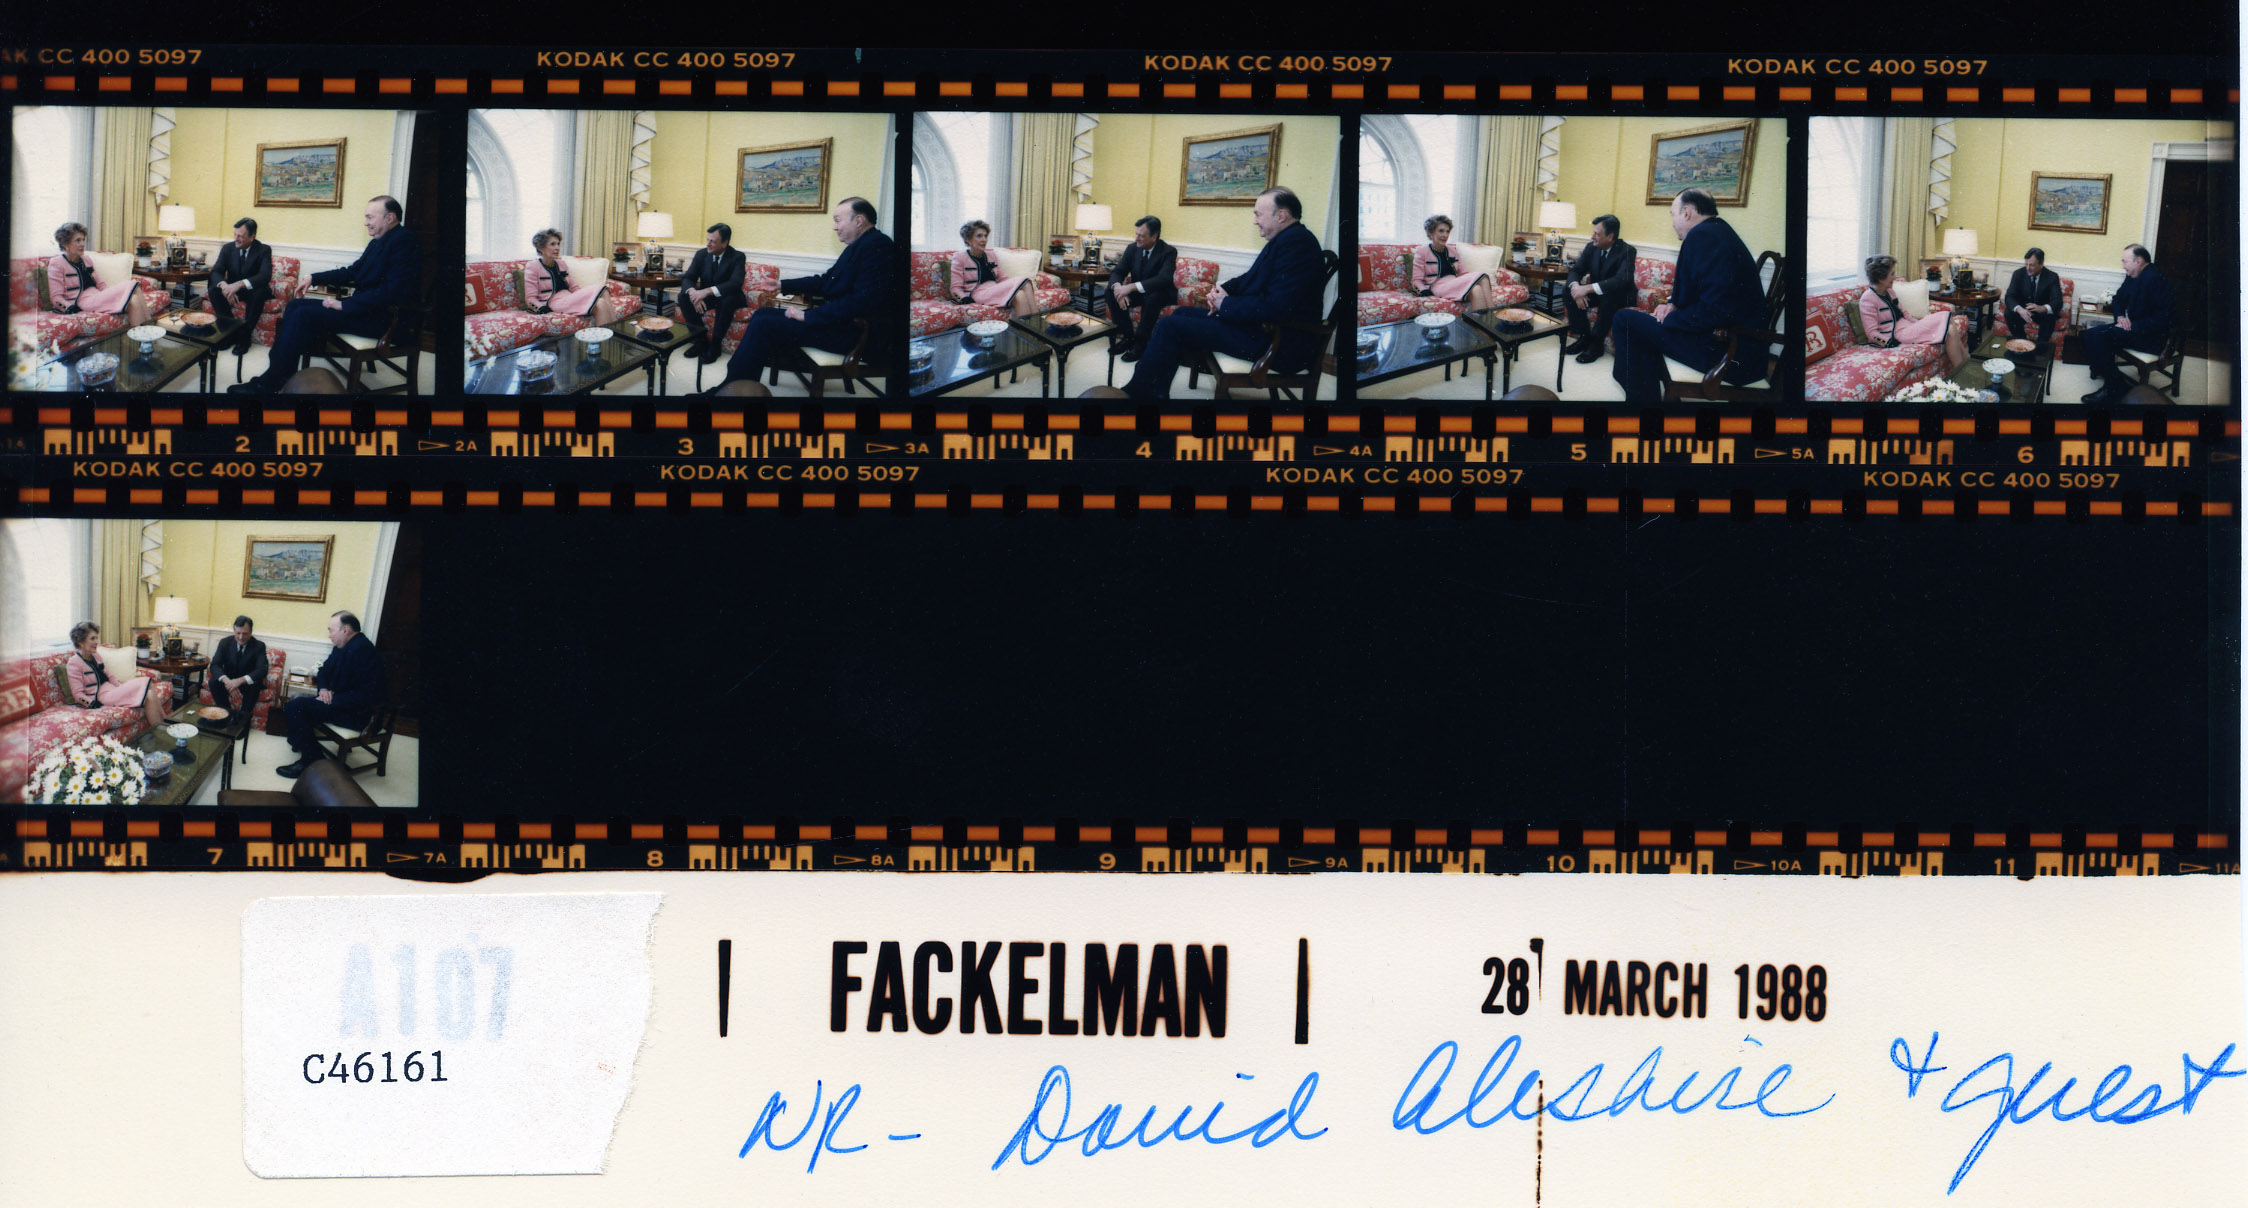 AK CC 400 5097 KODAK CC 400 5097 KODAK CC 400 5097 KODAK CC 400 5097
1A 2 2A 3 3A 4 4A 5 5A 6
KODAK CC 400 5097 KODAK CC 400 5097 KODAK CC 400 5097 KODAK CC 400 5097
A 7 7A 8 8A 9 9A 10 10A 11 11A
A107
C46161
FACKELMAN
28 MARCH 1988
NR - David Aleshire + guest